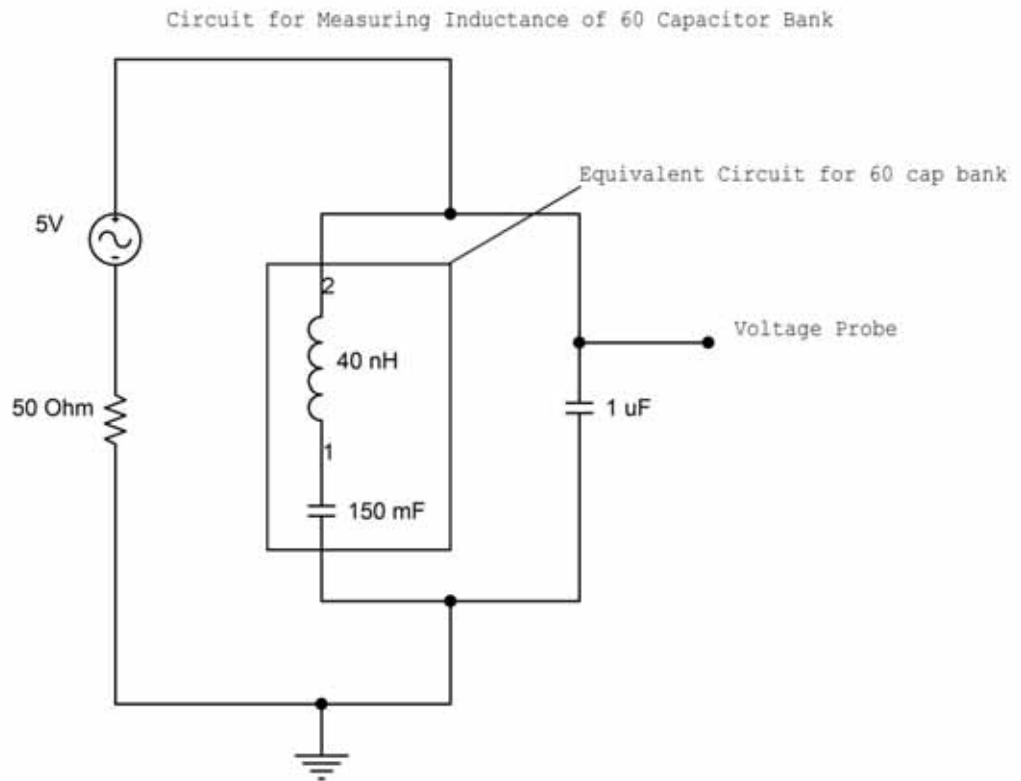 Circuit for Measuring Inductance of 60 Capacitor Bank
Equivalent Circuit for 60 cap bank
5V
+
-
2
Voltage Probe
40 nH
50 Ohm
1 uF
1
150 mF